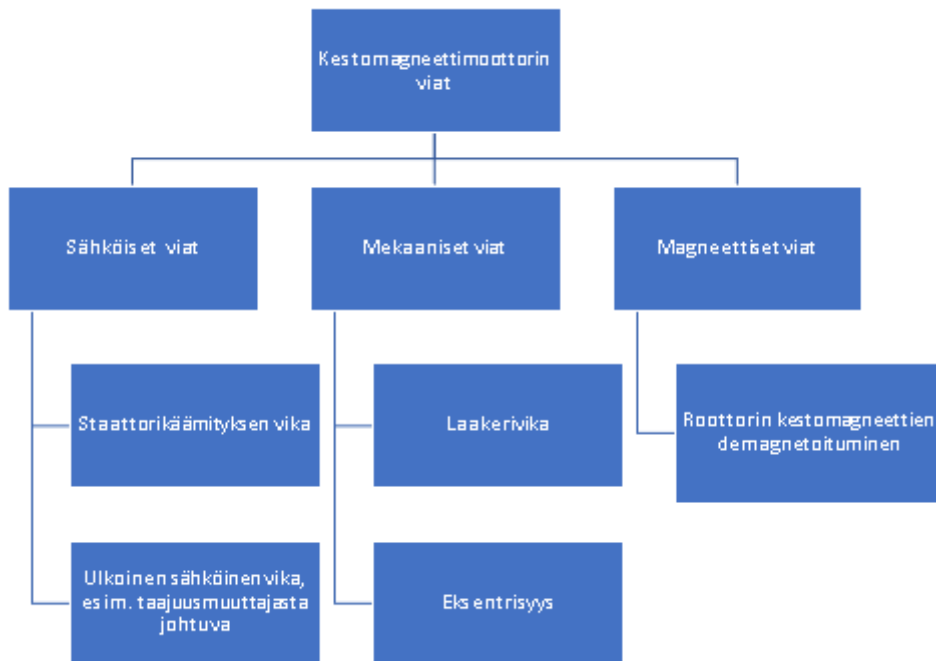 Kestomagneettimoottorin
viat
Sähköiset viat
Mekaaniset viat
Magneettiset viat
Staattorikäämityksen vika
Laakerivika
Roottorin kestomagneettien
demagnetoituminen
Ulkoinen sähköinen vika,
esim. taajuusmuuttajasta
johtuva
Eksentrisyys